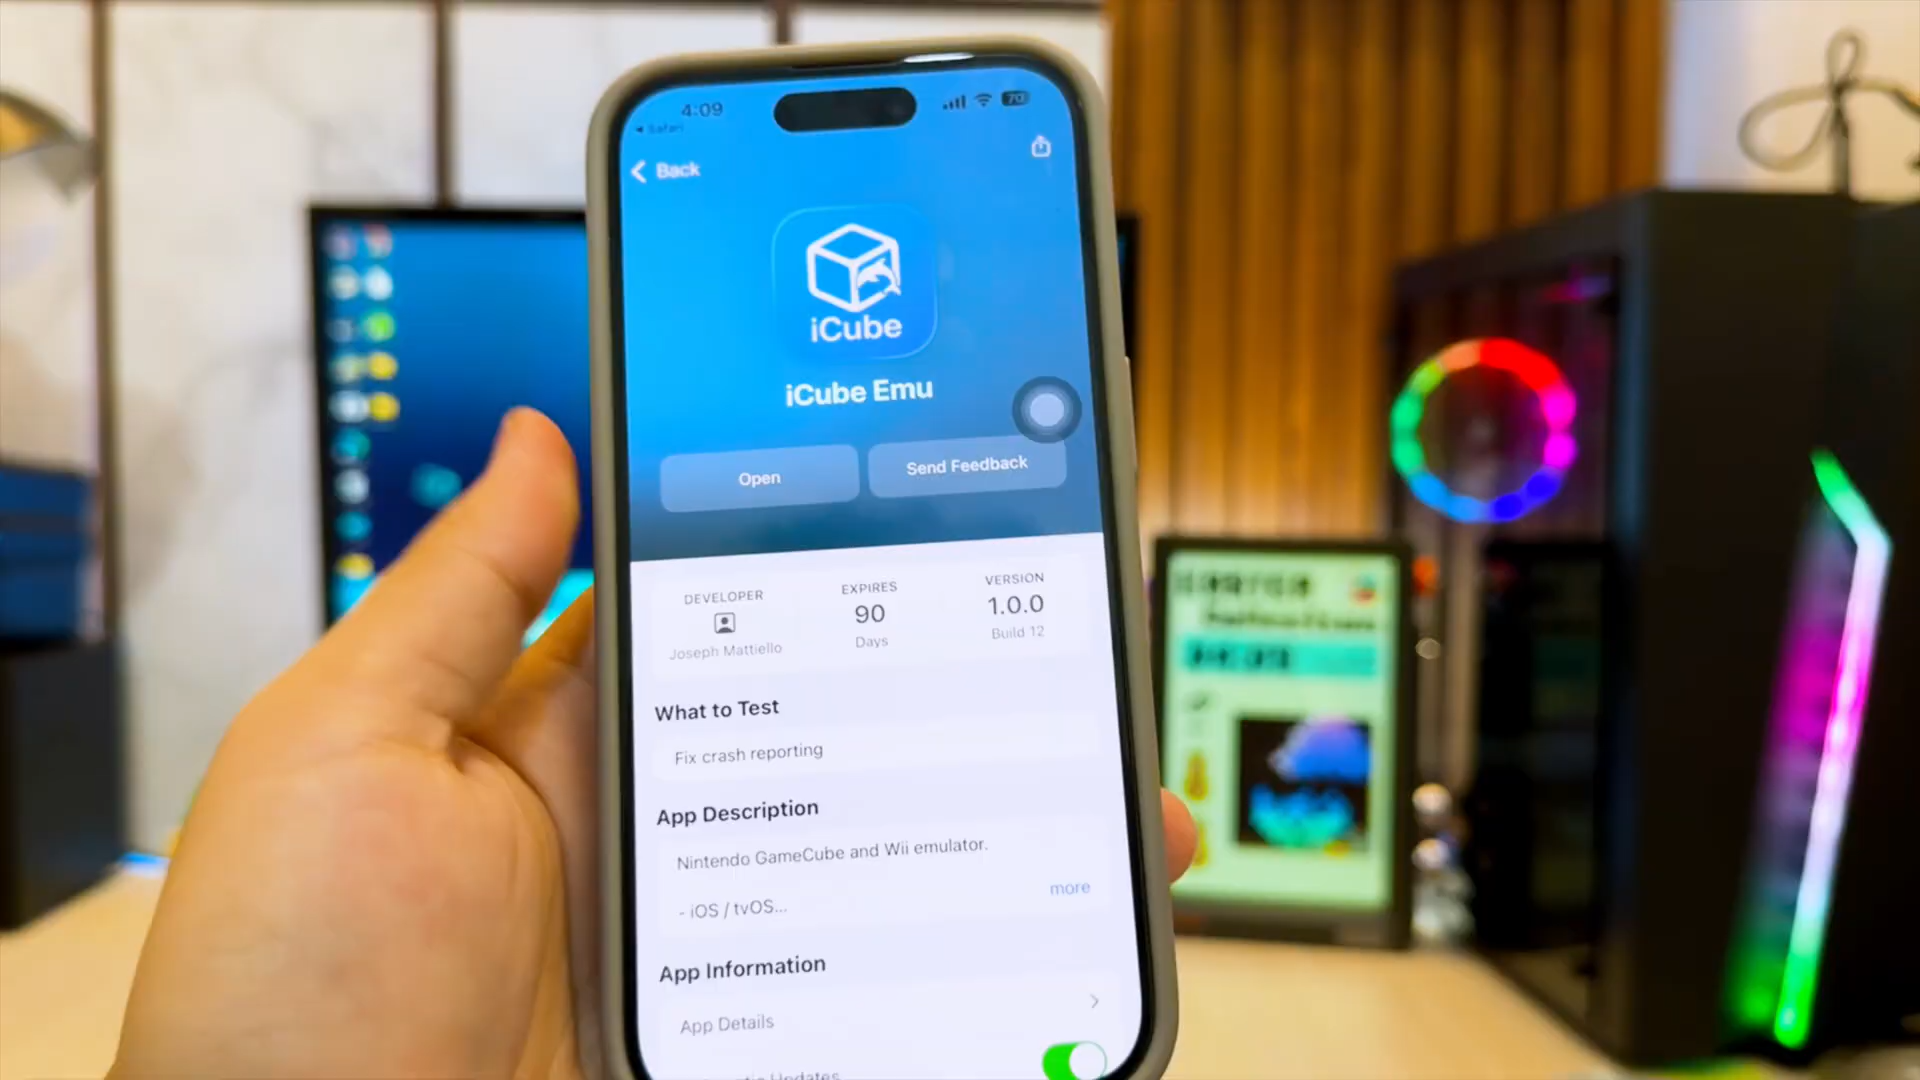 4:09
70
Safari
Back
iCube
iCube Emu
Open
Send Feedback
DEVELOPER
Joseph Mattiello
EXPIRES
90
Days
VERSION
1.0.0
Build 12
What to Test
Fix crash reporting
App Description
Nintendo GameCube and Wii emulator.
- iOS / tvOS...
more
App Information
App Details
Updates